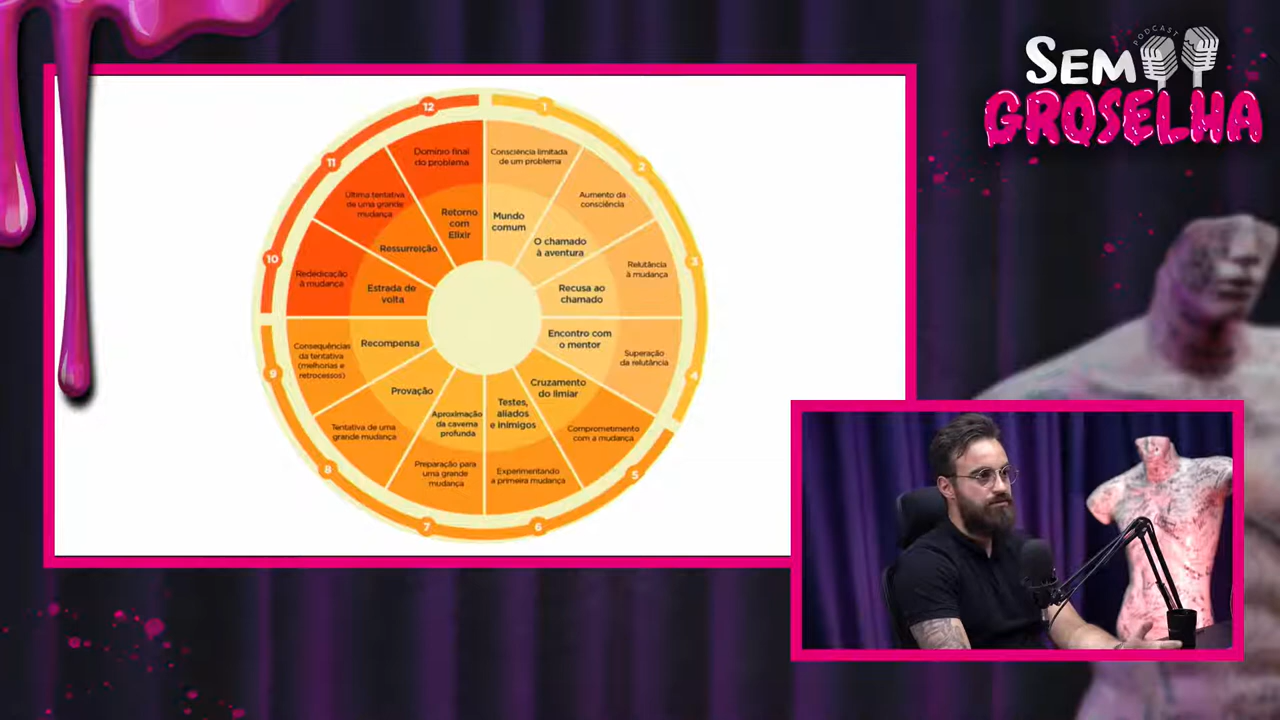 PODCAST
SEM
GROSELHA
1
Consciência limitada
de um problema
Mundo
comum
2
Aumento da
consciência
O chamado
à aventura
3
Relutância
à mudança
Recusa ao
chamado
4
Superação
da relutância
Encontro com
o mentor
5
Comprometimento
com a mudança
Cruzamento
do limiar
6
Experimentando
a primeira mudança
Testes,
aliados
e inimigos
7
Preparação para
uma grande
mudança
Aproximação
da caverna
profunda
8
Tentativa de uma
grande mudança
Provação
9
Consequências
da tentativa
(melhorias e
retrocessos)
Recompensa
10
Rededicação
à mudança
Estrada de
volta
11
Última tentativa
de uma grande
mudança
Ressurreição
12
Domínio final
do problema
Retorno
com
Elixir